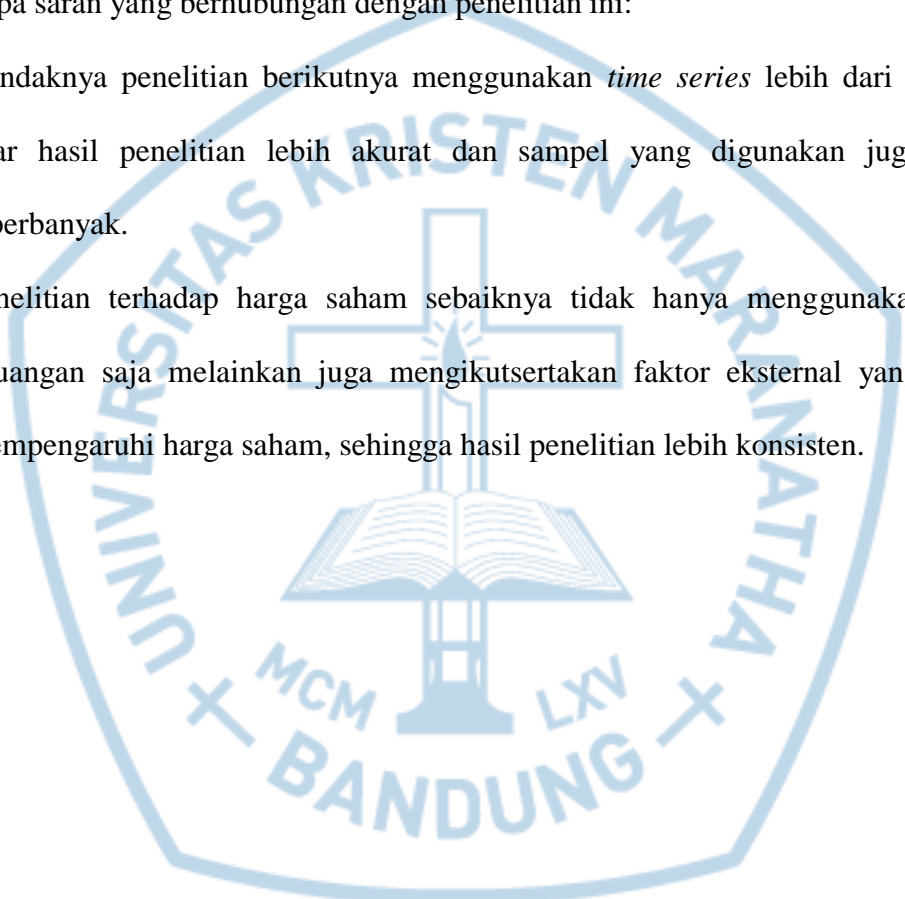 pa saran yang berhubungan dengan penelitian ini:
ndaknya penelitian berikutnya menggunakan time series lebih dari
ar hasil penelitian lebih akurat dan sampel yang digunakan jug
perbanyak.
nelitian terhadap harga saham sebaiknya tidak hanya menggunaka
uangan saja melainkan juga mengikutsertakan faktor eksternal yan
empengaruhi harga saham, sehingga hasil penelitian lebih konsisten.
UNIVERSITAS KRISTEN MARANATHA
MCM LXV
BANDUNG